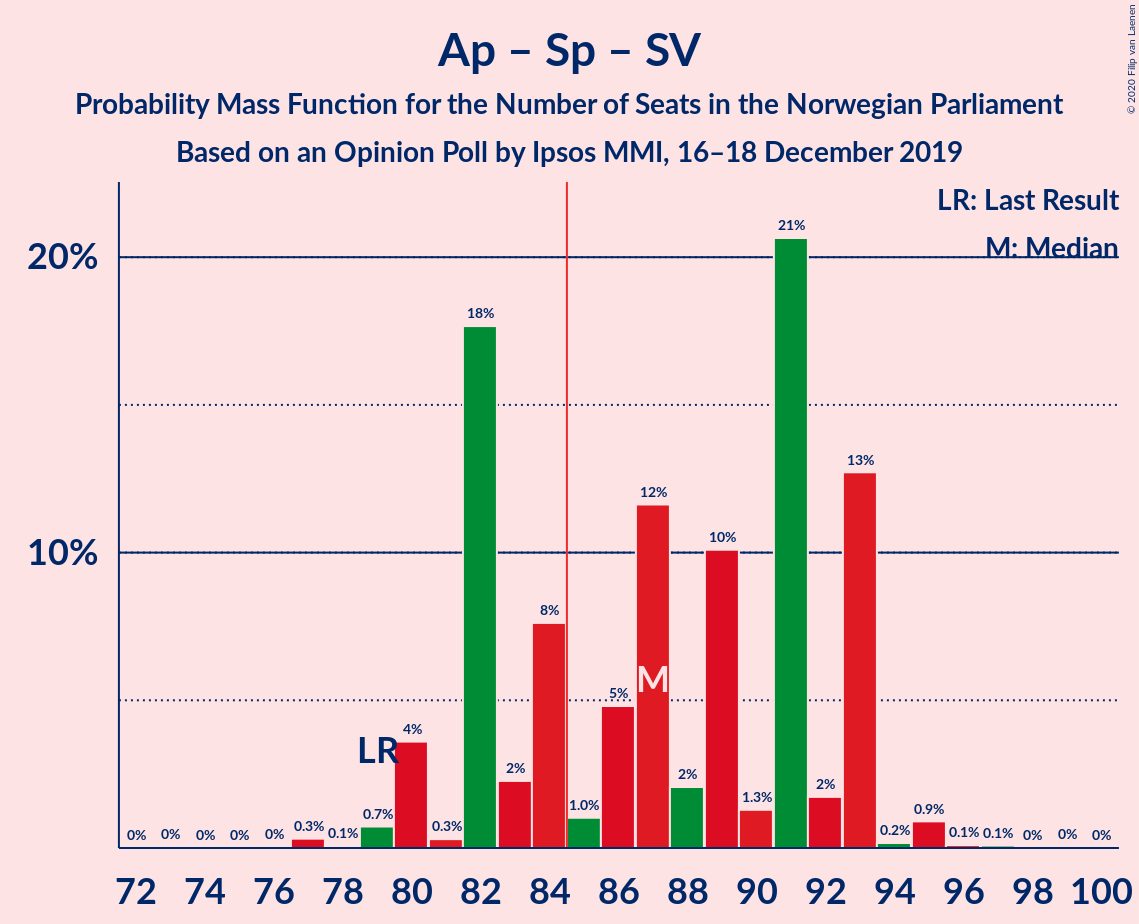 Ap – Sp – SV
Probability Mass Function for the Number of Seats in the Norwegian Parliament
Based on an Opinion Poll by Ipsos MMI, 16–18 December 2019
© 2020 Filip van Laenen
LR: Last Result
M: Median
20%
10%
0% 0% 0% 0% 0% 0.3% 0.1% 0.7% 4% 0.3% 18% 2% 8% 1.0% 5% 12% 2% 10% 1.3% 21% 2% 13% 0.2% 0.9% 0.1% 0.1% 0% 0% 0%
LR
M
72 74 76 78 80 82 84 86 88 90 92 94 96 98 100